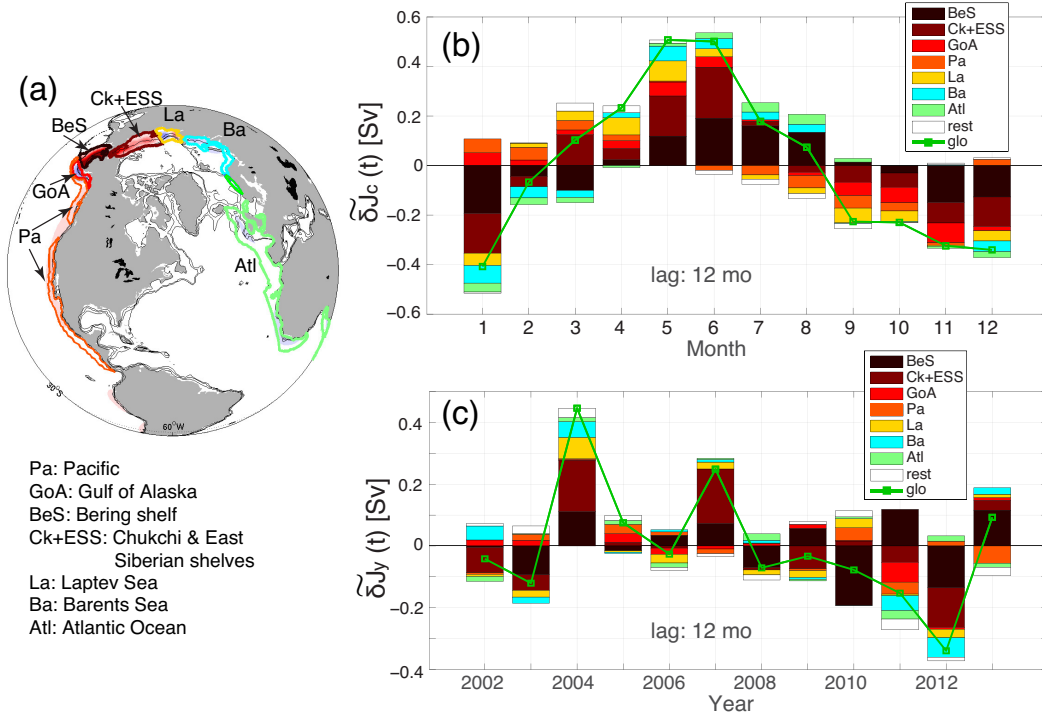 (a)
Ck+ESS
BeS
La
Ba
GoA
Pa
Atl
30°S
60°W
Pa: Pacific
GoA: Gulf of Alaska
BeS: Bering shelf
Ck+ESS: Chukchi & East
Siberian shelves
La: Laptev Sea
Ba: Barents Sea
Atl: Atlantic Ocean
(b)
δ̃J_c (t) [Sv]
0.6
0.4
0.2
0
−0.2
−0.4
−0.6
lag: 12 mo
1 2 3 4 5 6 7 8 9 10 11 12
Month
BeS
Ck+ESS
GoA
Pa
La
Ba
Atl
rest
glo
(c)
δ̃J_y (t) [Sv]
0.4
0.2
0
−0.2
−0.4
lag: 12 mo
2002 2004 2006 2008 2010 2012
Year
BeS
Ck+ESS
GoA
Pa
La
Ba
Atl
rest
glo